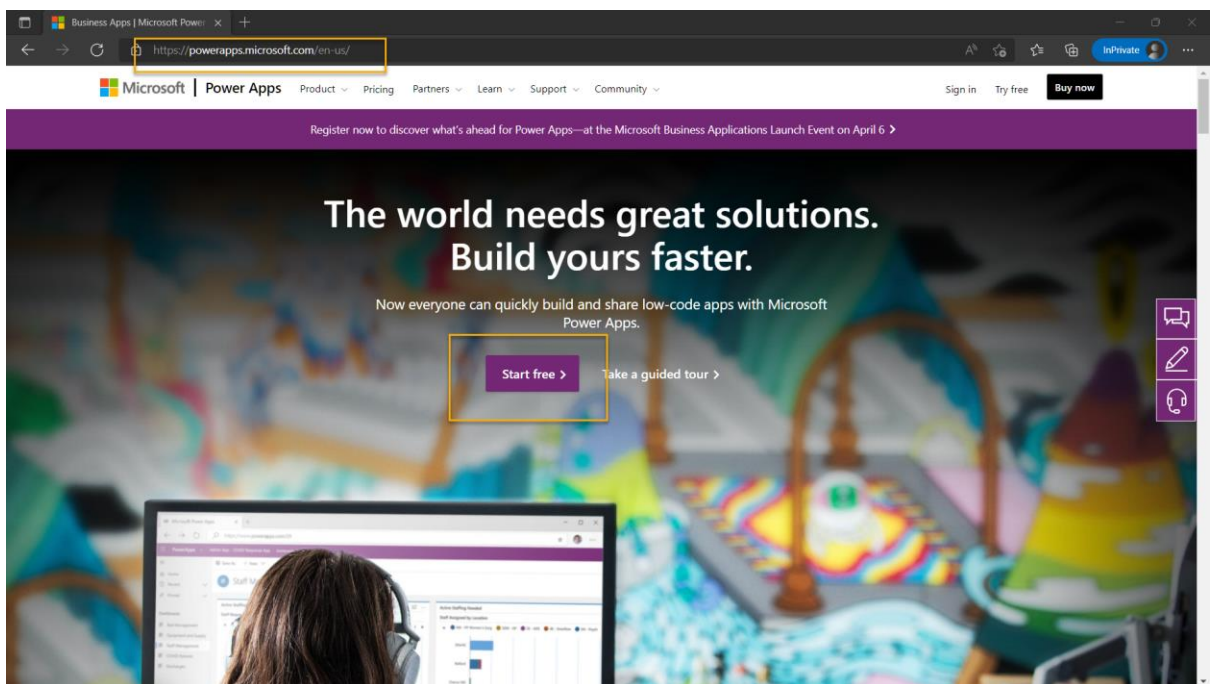 Business Apps | Microsoft Power
https://powerapps.microsoft.com/en-us/
InPrivate
Microsoft | Power Apps Product Pricing Partners Learn Support Community Sign in Try free Buy now
Register now to discover what's ahead for Power Apps—at the Microsoft Business Applications Launch Event on April 6 >
The world needs great solutions.
Build yours faster.
Now everyone can quickly build and share low-code apps with Microsoft
Power Apps.
Start free > Take a guided tour >